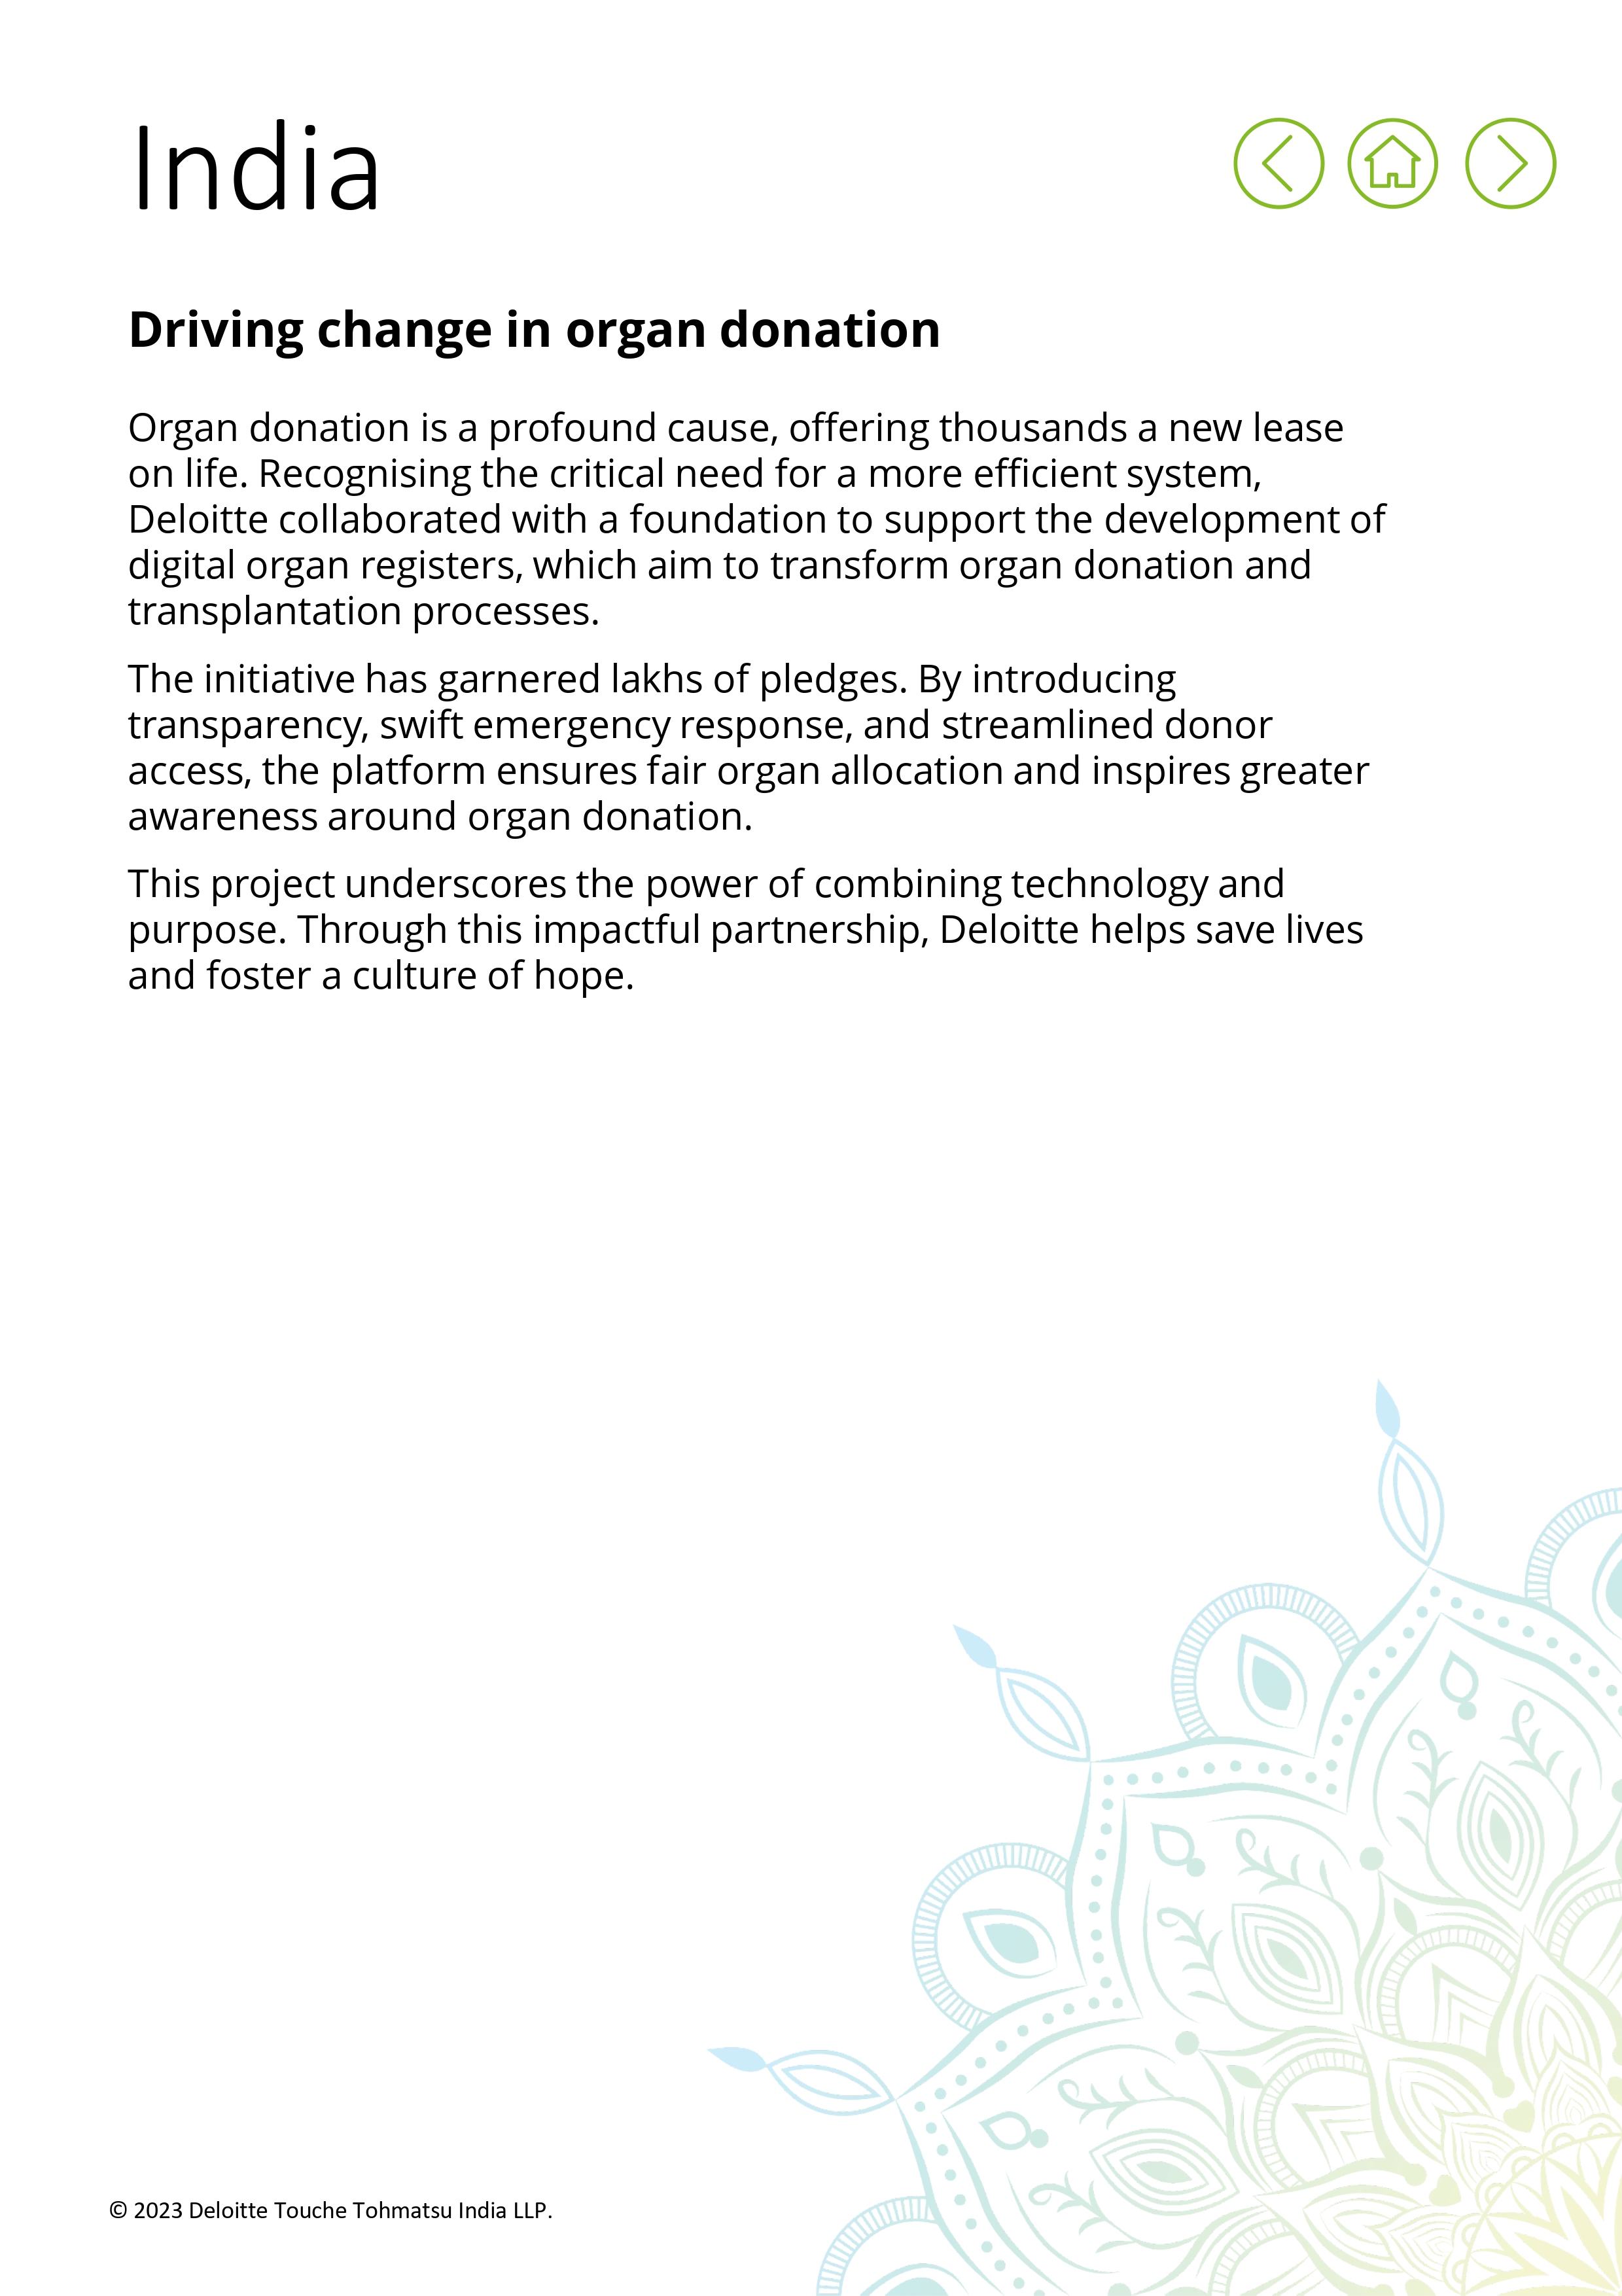 India
Driving change in organ donation
Organ donation is a profound cause, offering thousands a new lease
on life. Recognising the critical need for a more efficient system,
Deloitte collaborated with a foundation to support the development of
digital organ registers, which aim to transform organ donation and
transplantation processes.
The initiative has garnered lakhs of pledges. By introducing
transparency, swift emergency response, and streamlined donor
access, the platform ensures fair organ allocation and inspires greater
awareness around organ donation.
This project underscores the power of combining technology and
purpose. Through this impactful partnership, Deloitte helps save lives
and foster a culture of hope.
© 2023 Deloitte Touche Tohmatsu India LLP.